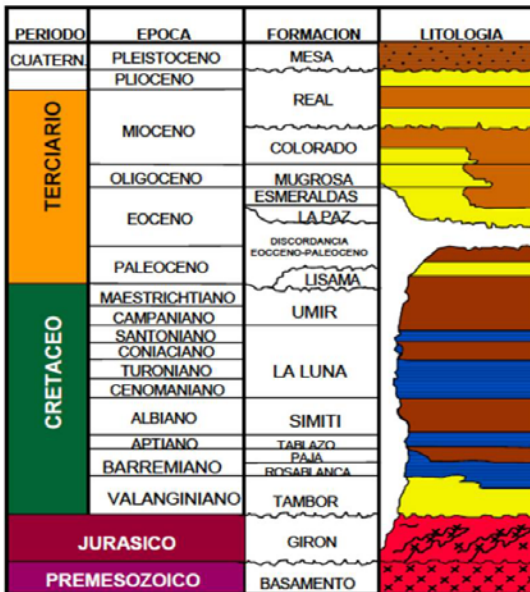 PERIODO EPOCA FORMACION LITOLOGIA
CUATERN. PLEISTOCENO MESA
PLIOCENO
REAL
MIOCENO
COLORADO
OLIGOCENO MUGROSA
ESMERALDAS
EOCENO LA PAZ
DISCORDANCIA
EOCCENO-PALEOCENO
PALEOCENO
LISAMA
TERCIARIO
MAESTRICHTIANO
UMIR
CAMPANIANO
SANTONIANO
CONIACIANO
TURONIANO LA LUNA
CENOMANIANO
ALBIANO SIMITI
APTIANO TABLAZO
PAJA
BARREMIANO
ROSABLANCA
VALANGINIANO TAMBOR
CRETACEO
JURASICO GIRON
PREMESOZOICO BASAMENTO